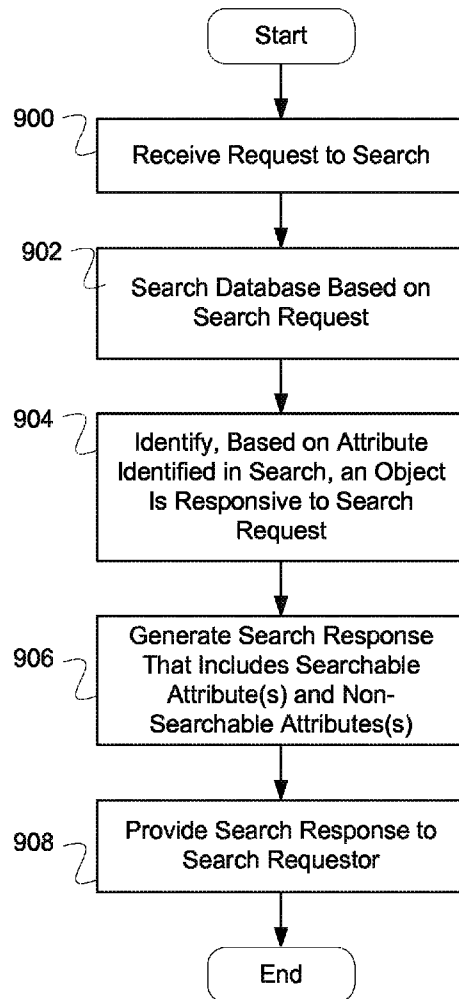 Start
900
Receive Request to Search
902
Search Database Based on
Search Request
904
Identify, Based on Attribute
Identified in Search, an Object
Is Responsive to Search
Request
906
Generate Search Response
That Includes Searchable
Attribute(s) and Non-
Searchable Attributes(s)
908
Provide Search Response to
Search Requestor
End